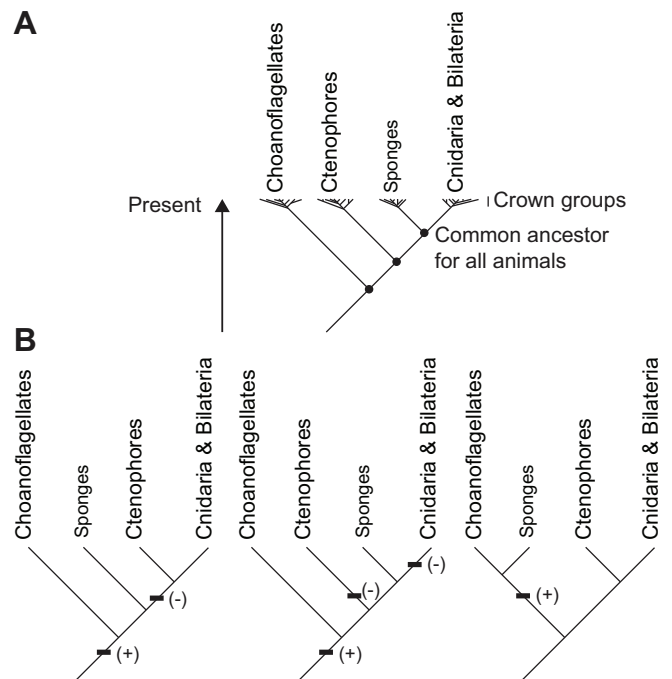 A
Choanoflagellates
Ctenophores
Sponges
Cnidaria & Bilateria
Present
Crown groups
Common ancestor
for all animals
B
Choanoflagellates
Sponges
Ctenophores
Cnidaria & Bilateria
Choanoflagellates
Ctenophores
Sponges
Cnidaria & Bilateria
Choanoflagellates
Sponges
Ctenophores
Cnidaria & Bilateria
(-)
(+)
(-)
(-)
(+)
(+)